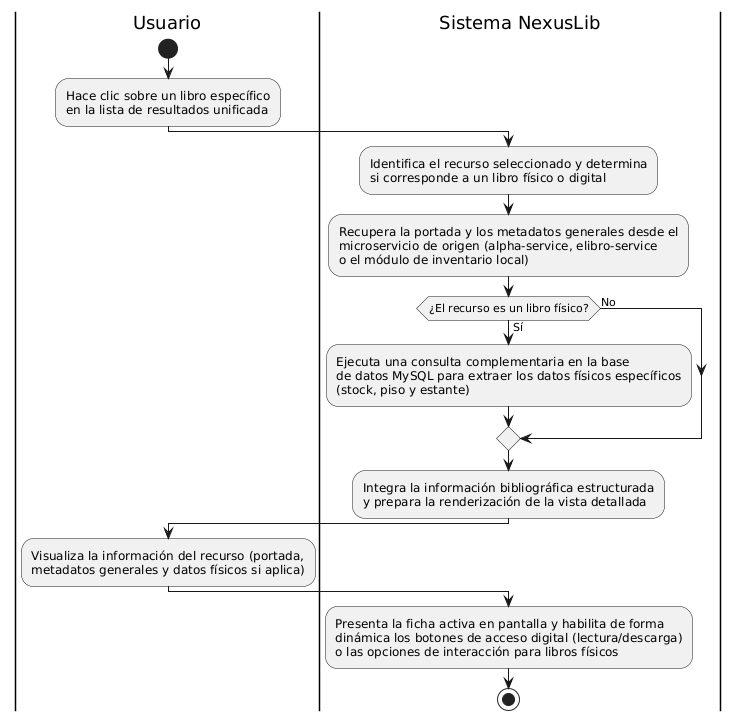 Usuario
Sistema NexusLib
Hace clic sobre un libro específico
en la lista de resultados unificada
Identifica el recurso seleccionado y determina
si corresponde a un libro físico o digital
Recupera la portada y los metadatos generales desde el
microservicio de origen (alpha-service, elibro-service
o el módulo de inventario local)
¿El recurso es un libro físico?
No
Sí
Ejecuta una consulta complementaria en la base
de datos MySQL para extraer los datos físicos específicos
(stock, piso y estante)
Integra la información bibliográfica estructurada
y prepara la renderización de la vista detallada
Visualiza la información del recurso (portada,
metadatos generales y datos físicos si aplica)
Presenta la ficha activa en pantalla y habilita de forma
dinámica los botones de acceso digital (lectura/descarga)
o las opciones de interacción para libros físicos